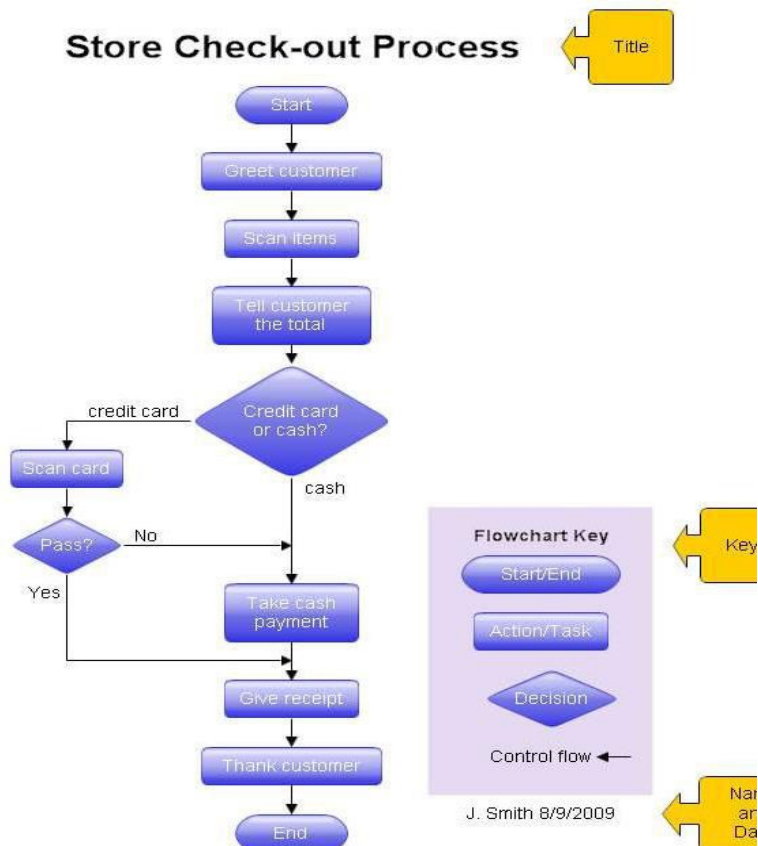 Store Check-out Process
Title
Start
Greet customer
Scan items
Tell customer
the total
Credit card
or cash?
credit card
Scan card
cash
Pass?
No
Yes
Take cash
payment
Give receipt
Thank customer
End
Flowchart Key
Start/End
Action/Task
Decision
Control flow
Key
J. Smith 8/9/2009